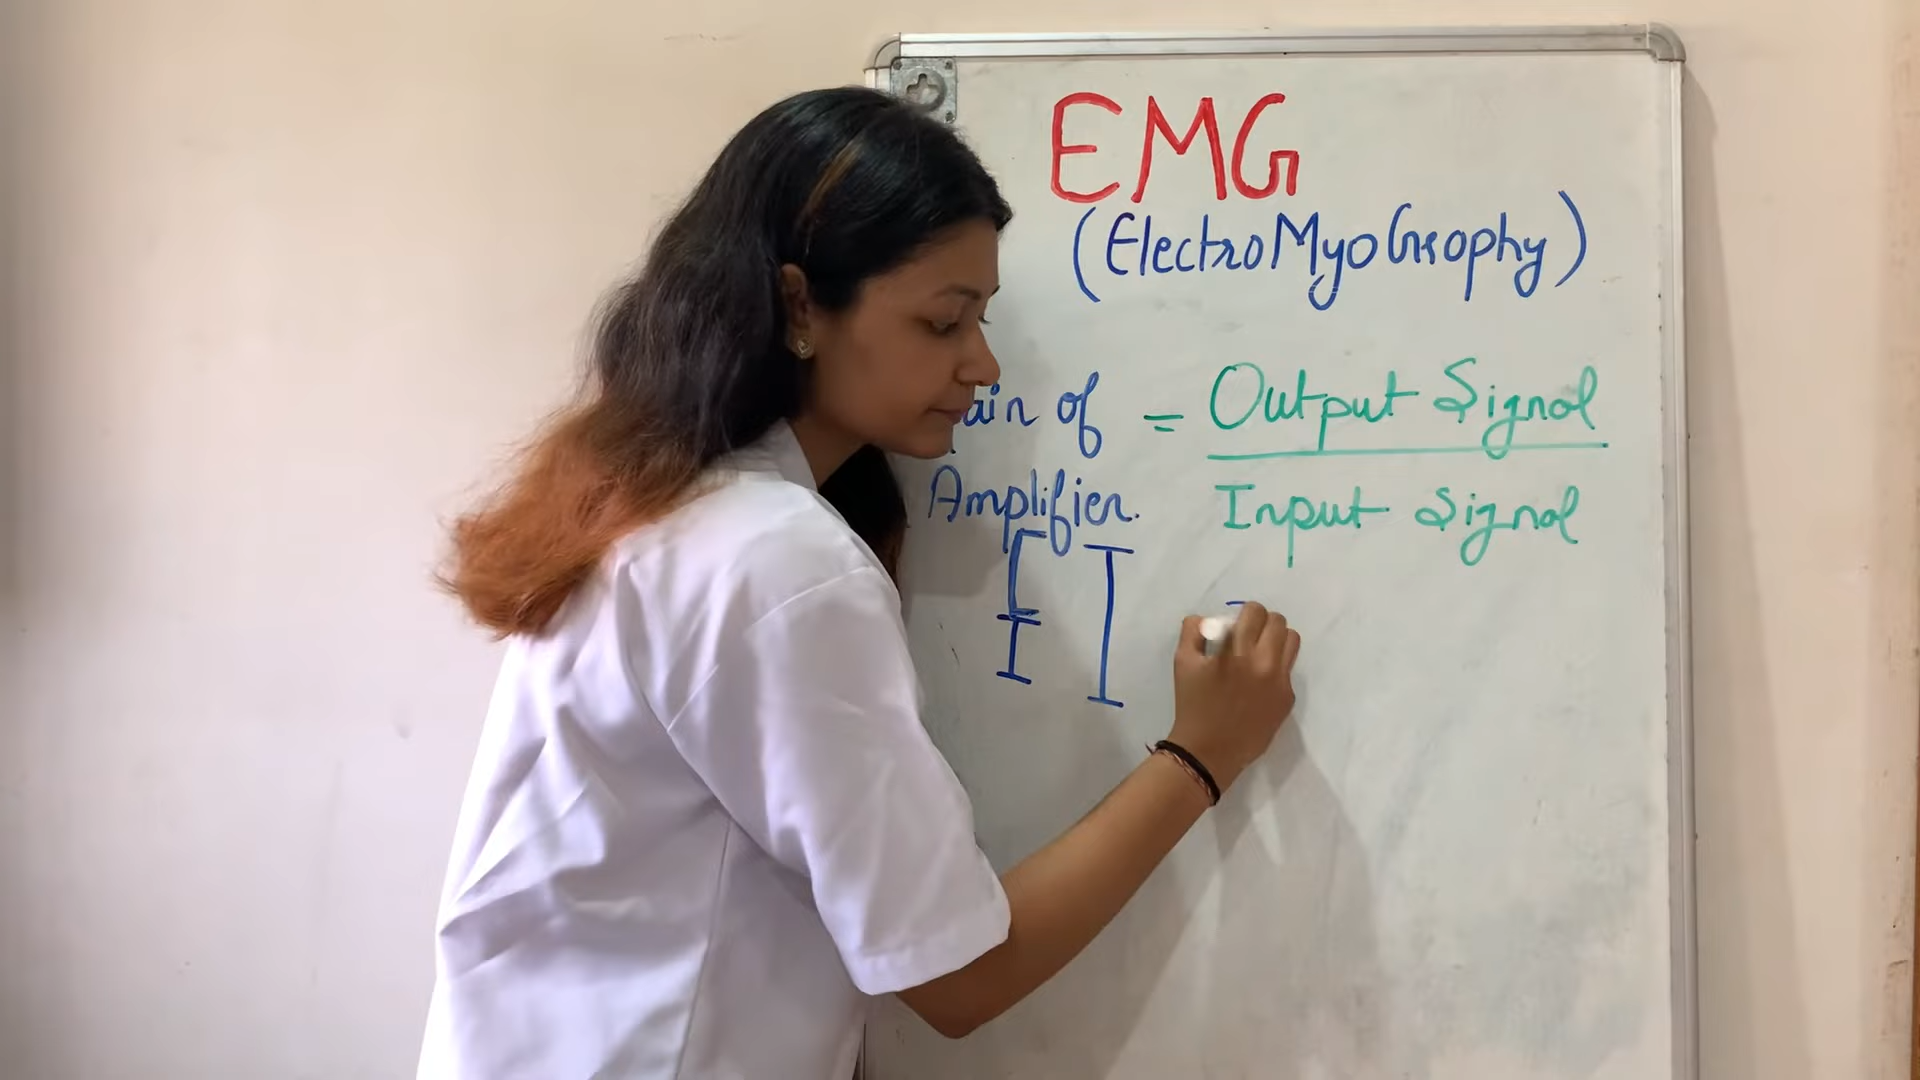 EMG
(ElectroMyoGraphy)
ain of = Output Signal
Amplifier. Input Signal